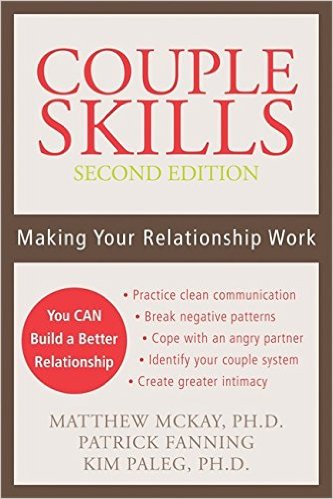 COUPLE
SKILLS
SECOND EDITION
Making Your Relationship Work
You CAN
Build a Better
Relationship
• Practice clean communication
• Break negative patterns
• Cope with an angry partner
• Identify your couple system
• Create greater intimacy
MATTHEW MCKAY, PH.D.
PATRICK FANNING
KIM PALEG, PH.D.